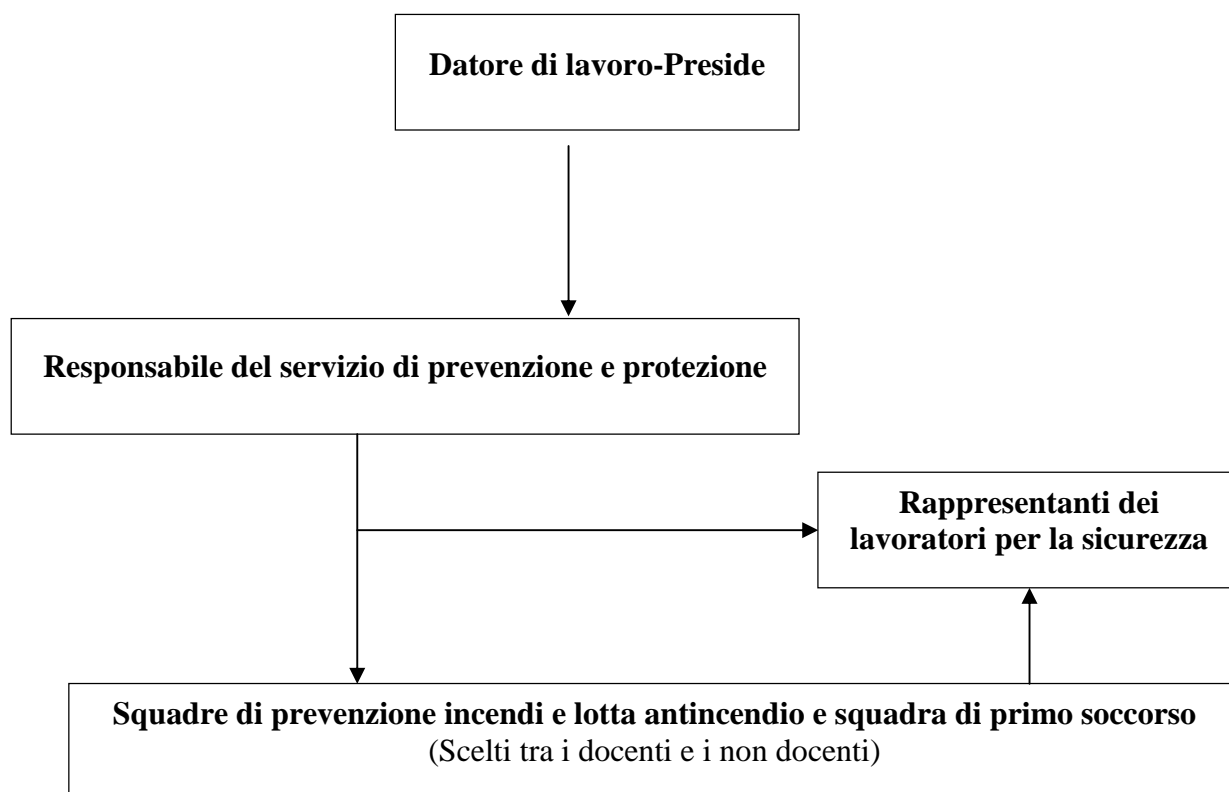 Datore di lavoro-Preside
Responsabile del servizio di prevenzione e protezione
Rappresentanti dei
lavoratori per la sicurezza
Squadre di prevenzione incendi e lotta antincendio e squadra di primo soccorso
(Scelti tra i docenti e i non docenti)